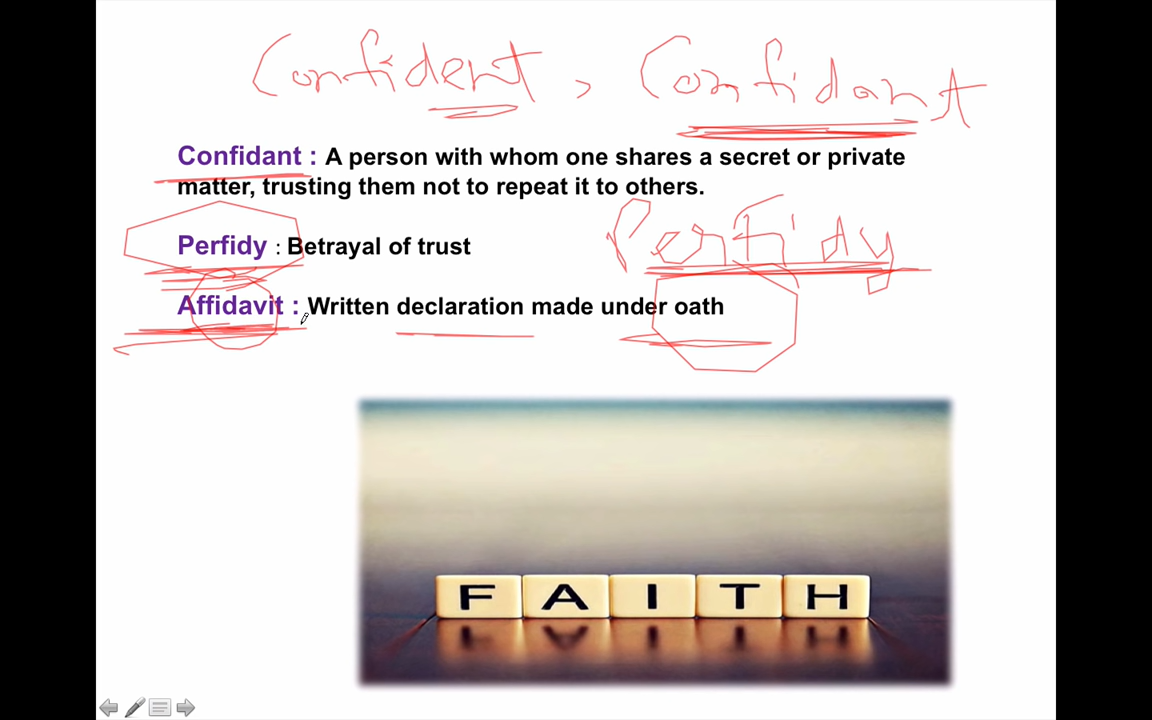 Confident , Confidant
Confidant : A person with whom one shares a secret or private
matter, trusting them not to repeat it to others.
Perfidy : Betrayal of trust
Perfidy
Affidavit : Written declaration made under oath
FAITH